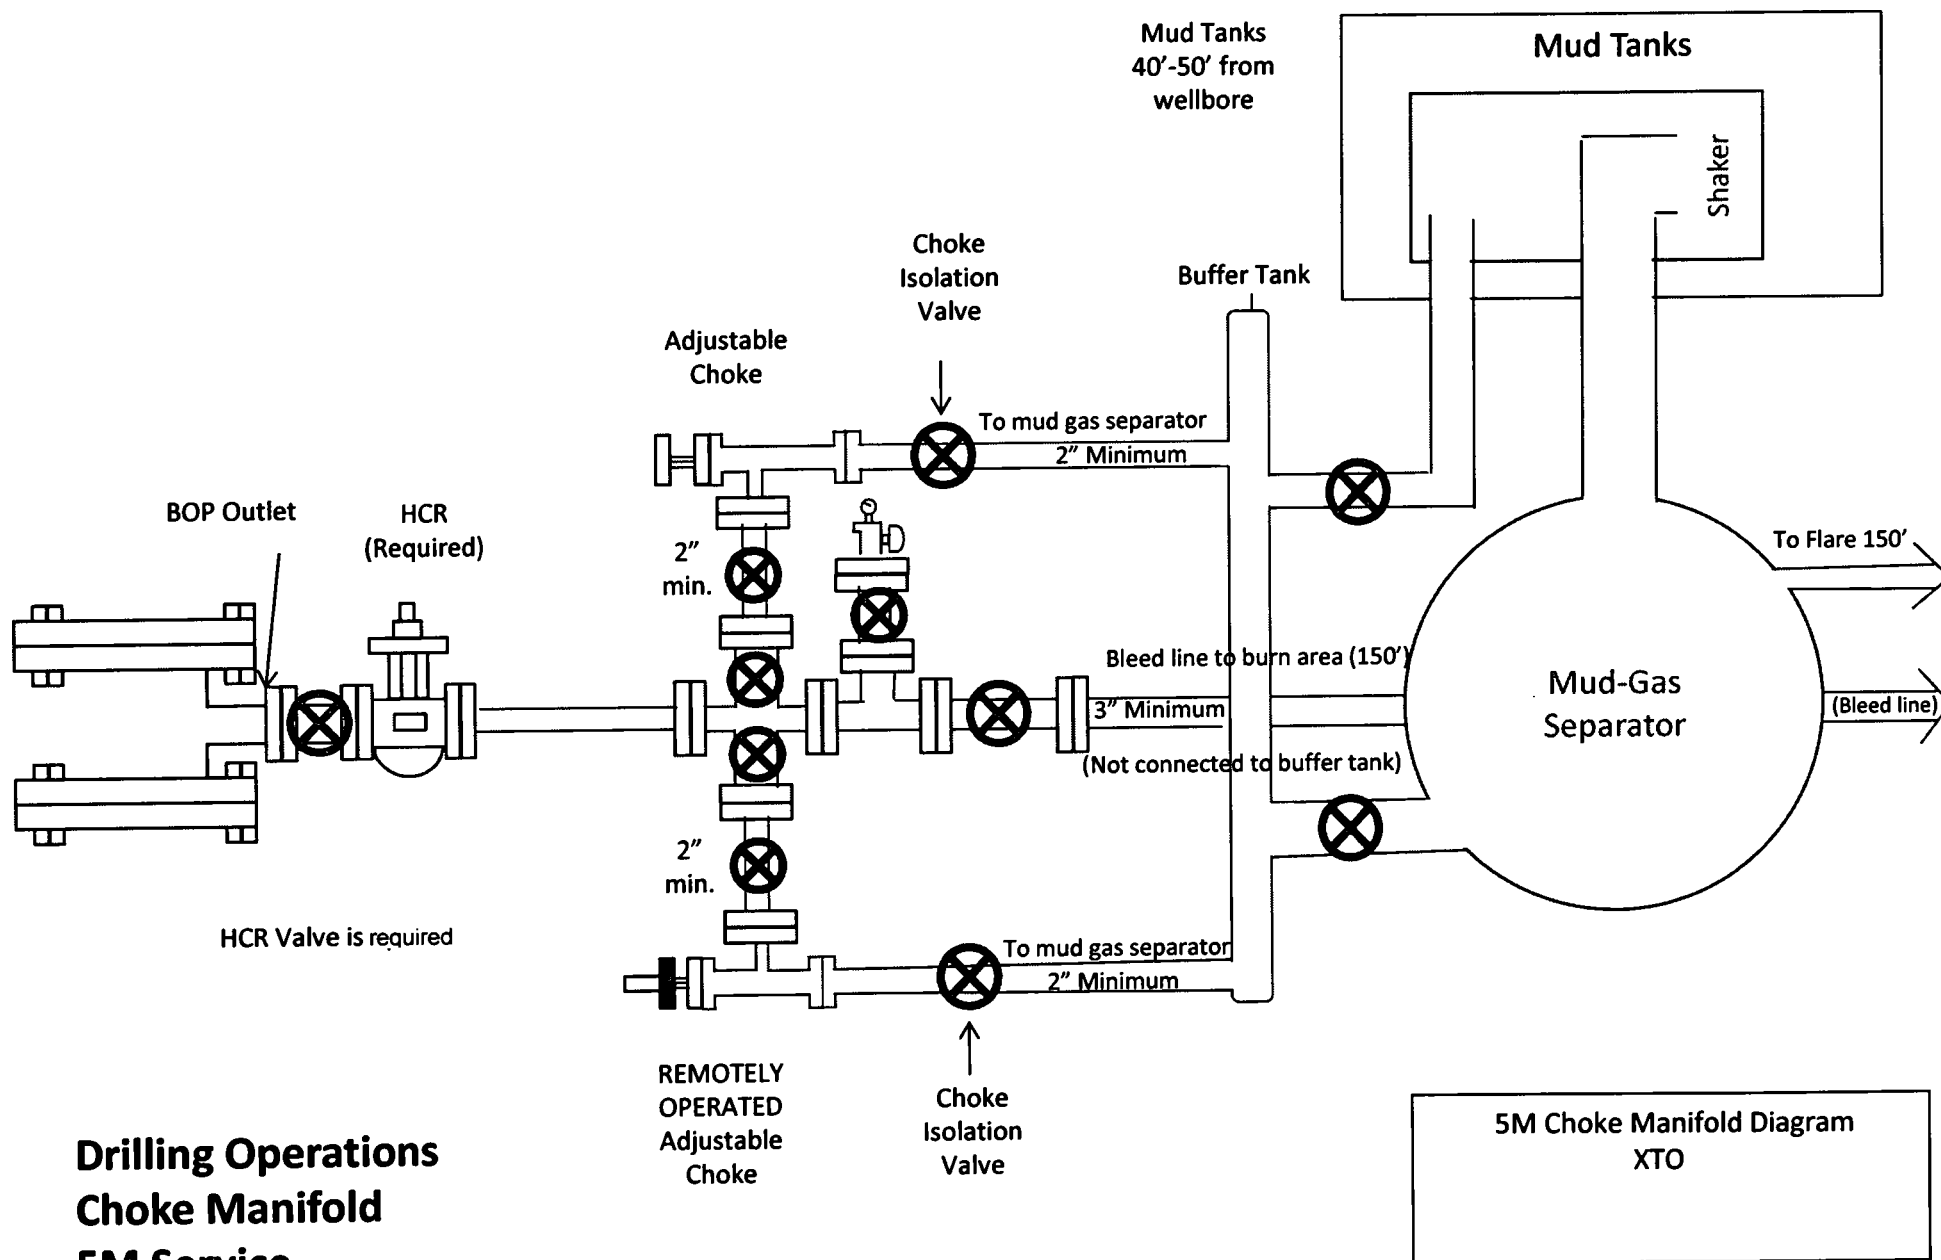 Mud Tanks
40'-50' from
wellbore
Mud Tanks
Shaker
Choke
Isolation
Valve
Buffer Tank
Adjustable
Choke
To mud gas separator
2" Minimum
BOP Outlet
HCR
(Required)
2"
min.
To Flare 150'
Bleed line to burn area (150')
3" Minimum
(Not connected to buffer tank)
Mud-Gas
Separator
(Bleed line)
2"
min.
HCR Valve is required
To mud gas separator
2" Minimum
REMOTELY
OPERATED
Adjustable
Choke
Choke
Isolation
Valve
5M Choke Manifold Diagram
XTO
Drilling Operations
Choke Manifold
5M Service